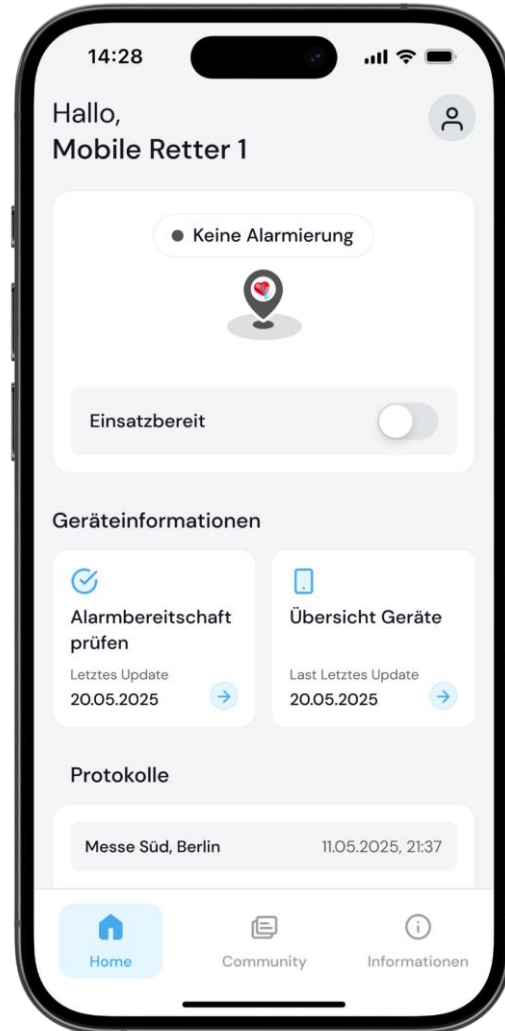 14:28
Hallo,
Mobile Retter 1
Keine Alarmierung
Einsatzbereit
Geräteinformationen
Alarmbereitschaft
prüfen
Letztes Update
20.05.2025
Übersicht Geräte
Last Letztes Update
20.05.2025
Protokolle
Messe Süd, Berlin 11.05.2025, 21:37
Home Community Informationen